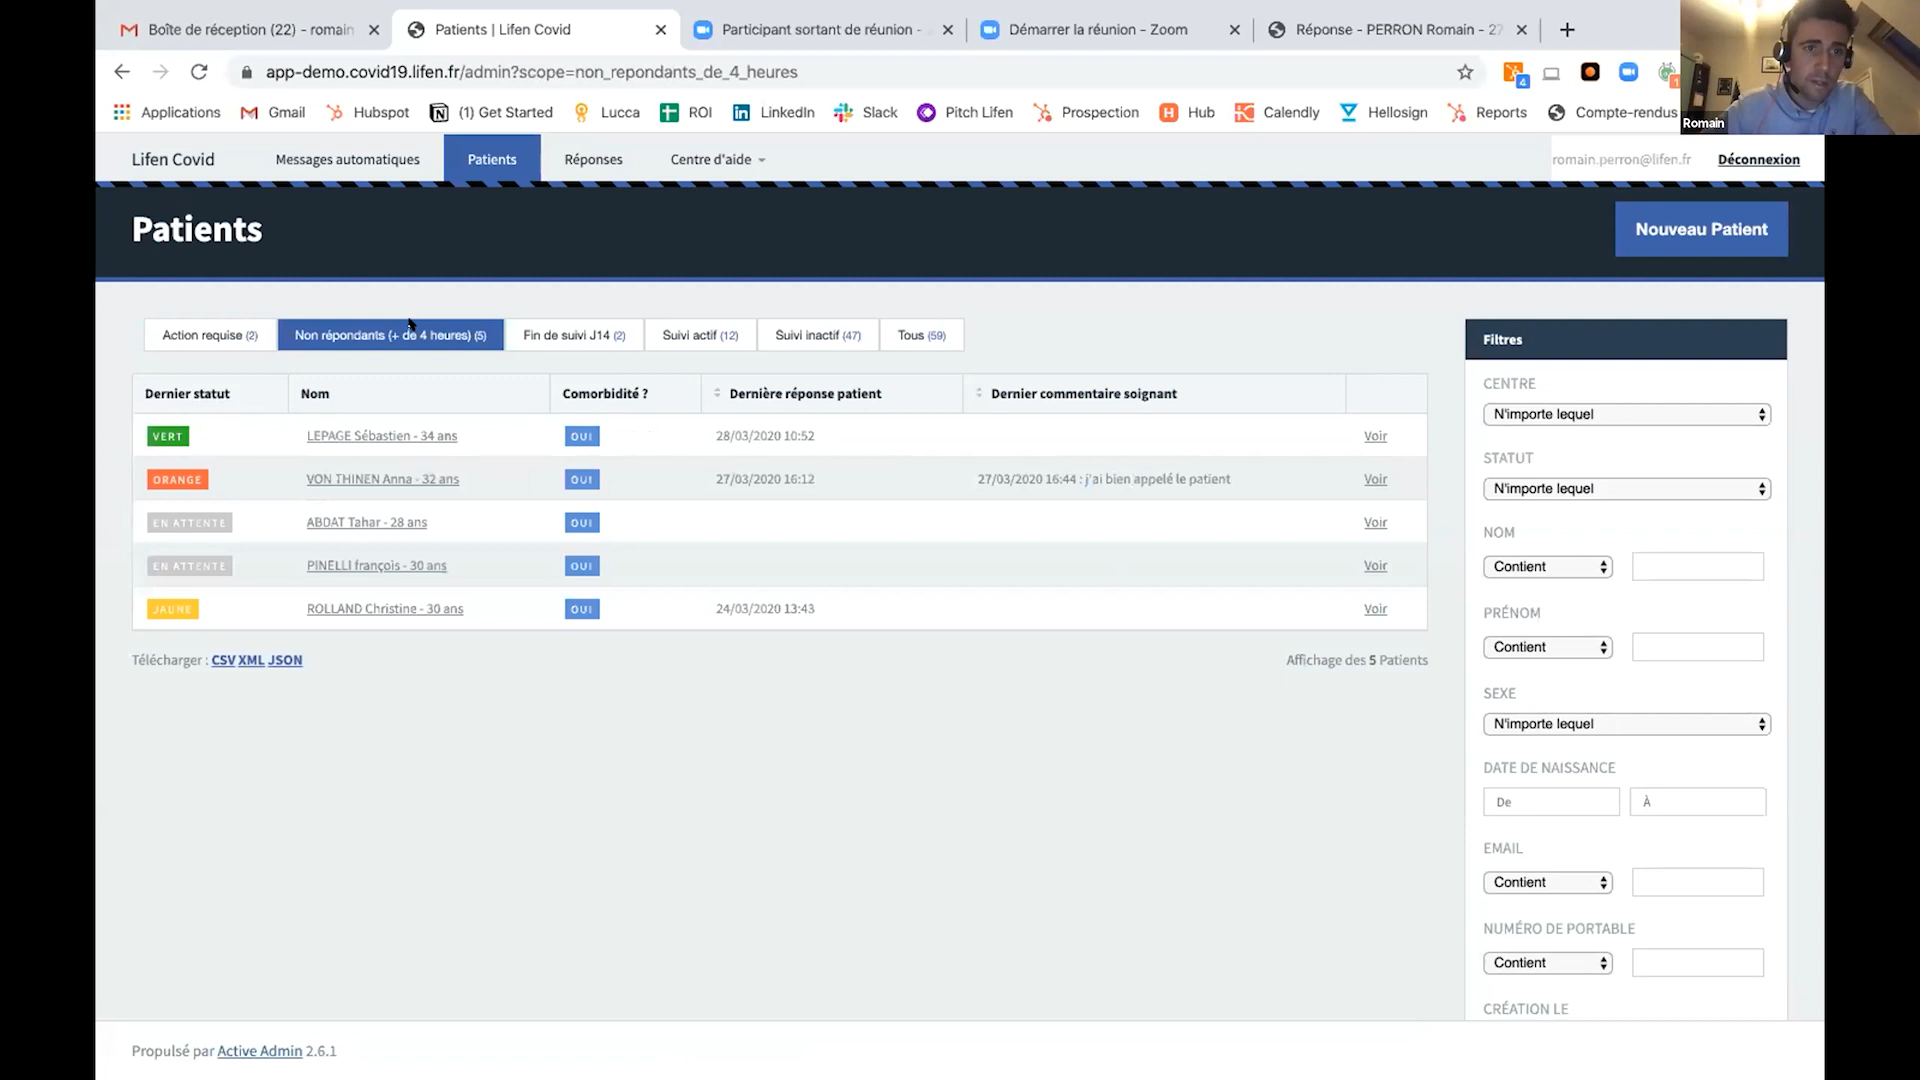 Boîte de réception (22) - romain
Patients | Lifen Covid
Participant sortant de réunion -
Démarrer la réunion - Zoom
Réponse - PERRON Romain - 27
app-demo.covid19.lifen.fr/admin?scope=non_repondants_de_4_heures
4
1
Applications
Gmail
Hubspot
(1) Get Started
Lucca
ROI
LinkedIn
Slack
Pitch Lifen
Prospection
Hub
Calendly
Hellosign
Reports
Compte-rendus
Romain
Lifen Covid
Messages automatiques
Patients
Réponses
Centre d'aide
romain.perron@lifen.fr
Déconnexion
Patients
Nouveau Patient
Action requise (2)
Non répondants (+ de 4 heures) (5)
Fin de suivi J14 (2)
Suivi actif (12)
Suivi inactif (47)
Tous (59)
Dernier statut
Nom
Comorbidité ?
Dernière réponse patient
Dernier commentaire soignant
VERT
LEPAGE Sébastien - 34 ans
OUI
28/03/2020 10:52
Voir
ORANGE
VON THINEN Anna - 32 ans
OUI
27/03/2020 16:12
27/03/2020 16:44 : j'ai bien appelé le patient
Voir
EN ATTENTE
ABDAT Tahar - 28 ans
OUI
Voir
EN ATTENTE
PINELLI françois - 30 ans
OUI
Voir
JAUNE
ROLLAND Christine - 30 ans
OUI
24/03/2020 13:43
Voir
Télécharger : CSV XML JSON
Affichage des 5 Patients
Filtres
CENTRE
N'importe lequel
STATUT
N'importe lequel
NOM
Contient
PRÉNOM
Contient
SEXE
N'importe lequel
DATE DE NAISSANCE
De
À
EMAIL
Contient
NUMÉRO DE PORTABLE
Contient
CRÉATION LE
Propulsé par Active Admin 2.6.1